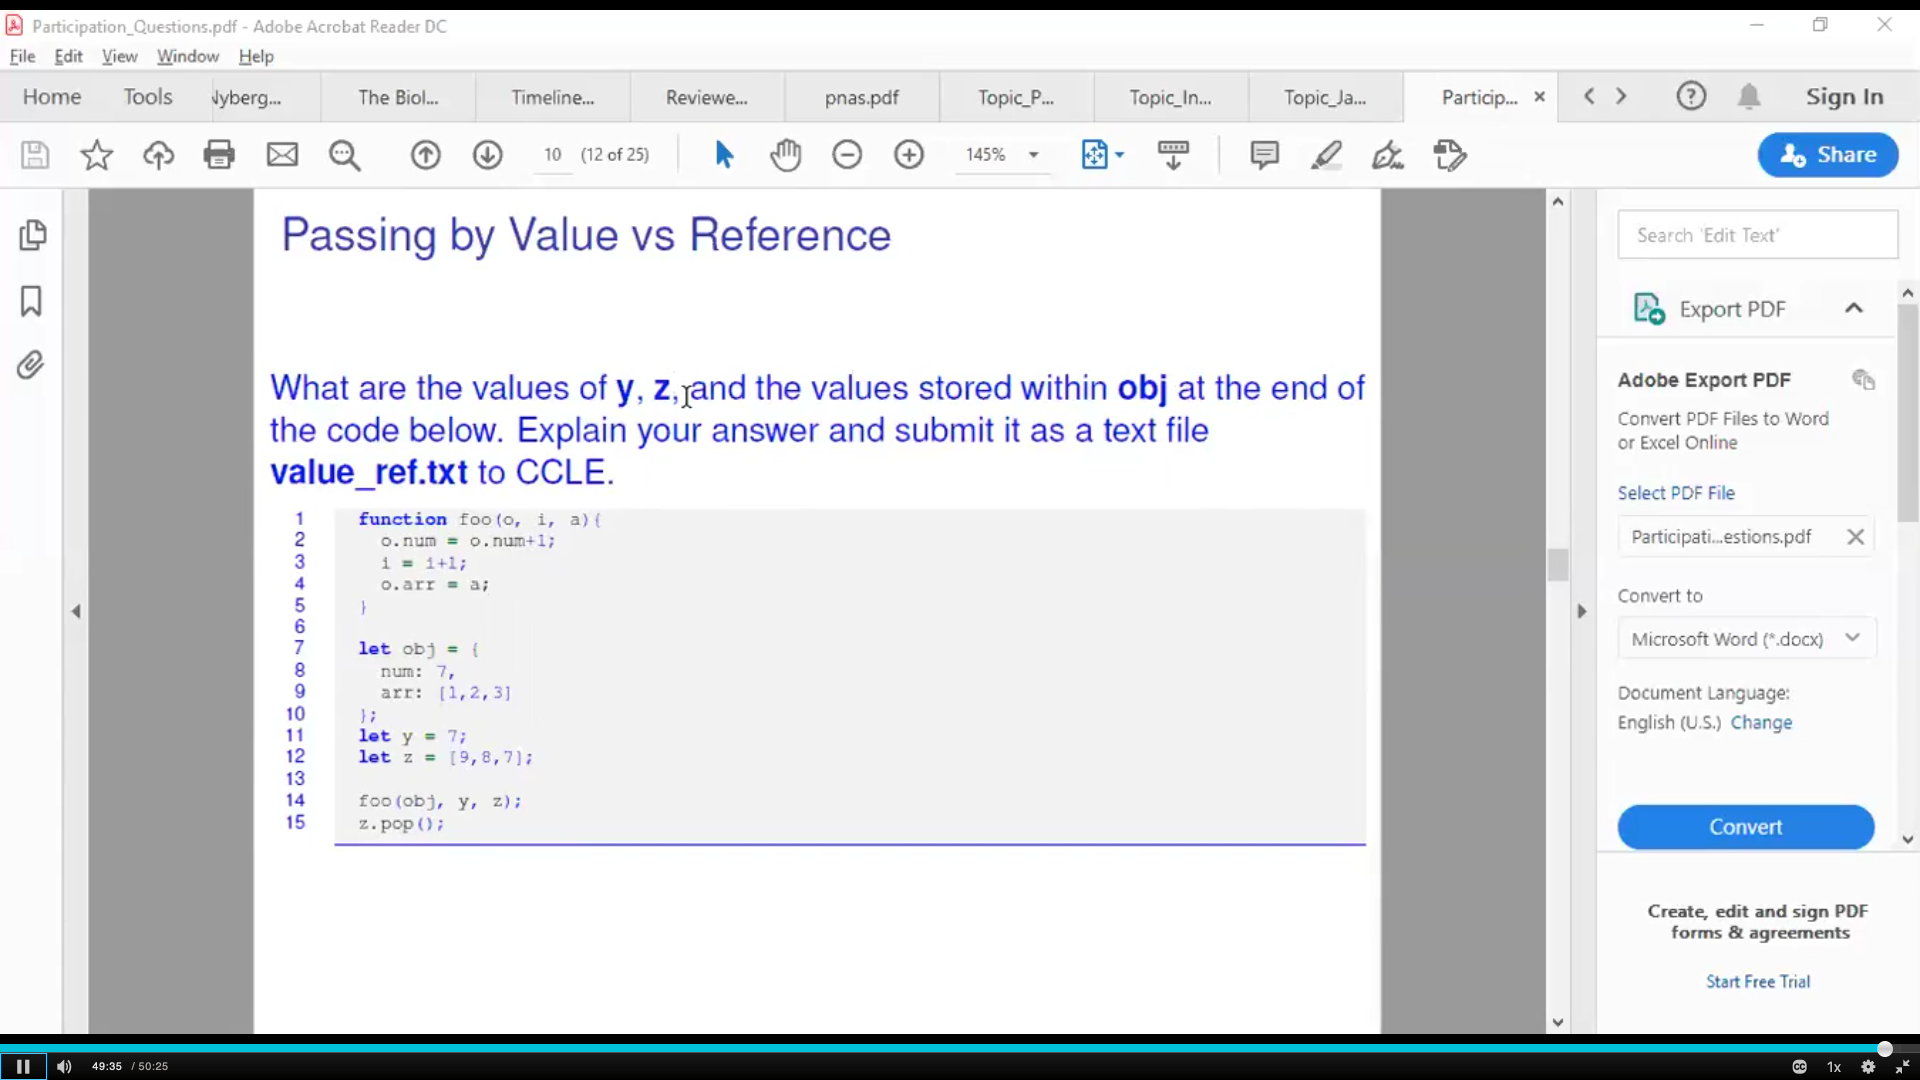 Participation_Questions.pdf - Adobe Acrobat Reader DC
File Edit View Window Help
Home Tools Nyberg... The Biol... Timeline... Reviewe... pnas.pdf Topic_P... Topic_In... Topic_Ja... Particip... Sign In
10 (12 of 25) 145% Share
Passing by Value vs Reference
What are the values of y, z, and the values stored within obj at the end of
the code below. Explain your answer and submit it as a text file
value_ref.txt to CCLE.
1 function foo(o, i, a){
2 o.num = o.num+1;
3 i = i+1;
4 o.arr = a;
5 }
6
7 let obj = {
8 num: 7,
9 arr: [1,2,3]
10 };
11 let y = 7;
12 let z = [9,8,7];
13
14 foo(obj, y, z);
15 z.pop();
Search 'Edit Text'
Export PDF
Adobe Export PDF
Convert PDF Files to Word
or Excel Online
Select PDF File
Participati...estions.pdf
Convert to
Microsoft Word (*.docx)
Document Language:
English (U.S.) Change
Convert
Create, edit and sign PDF
forms & agreements
Start Free Trial
49:35 / 50:25 CC 1x